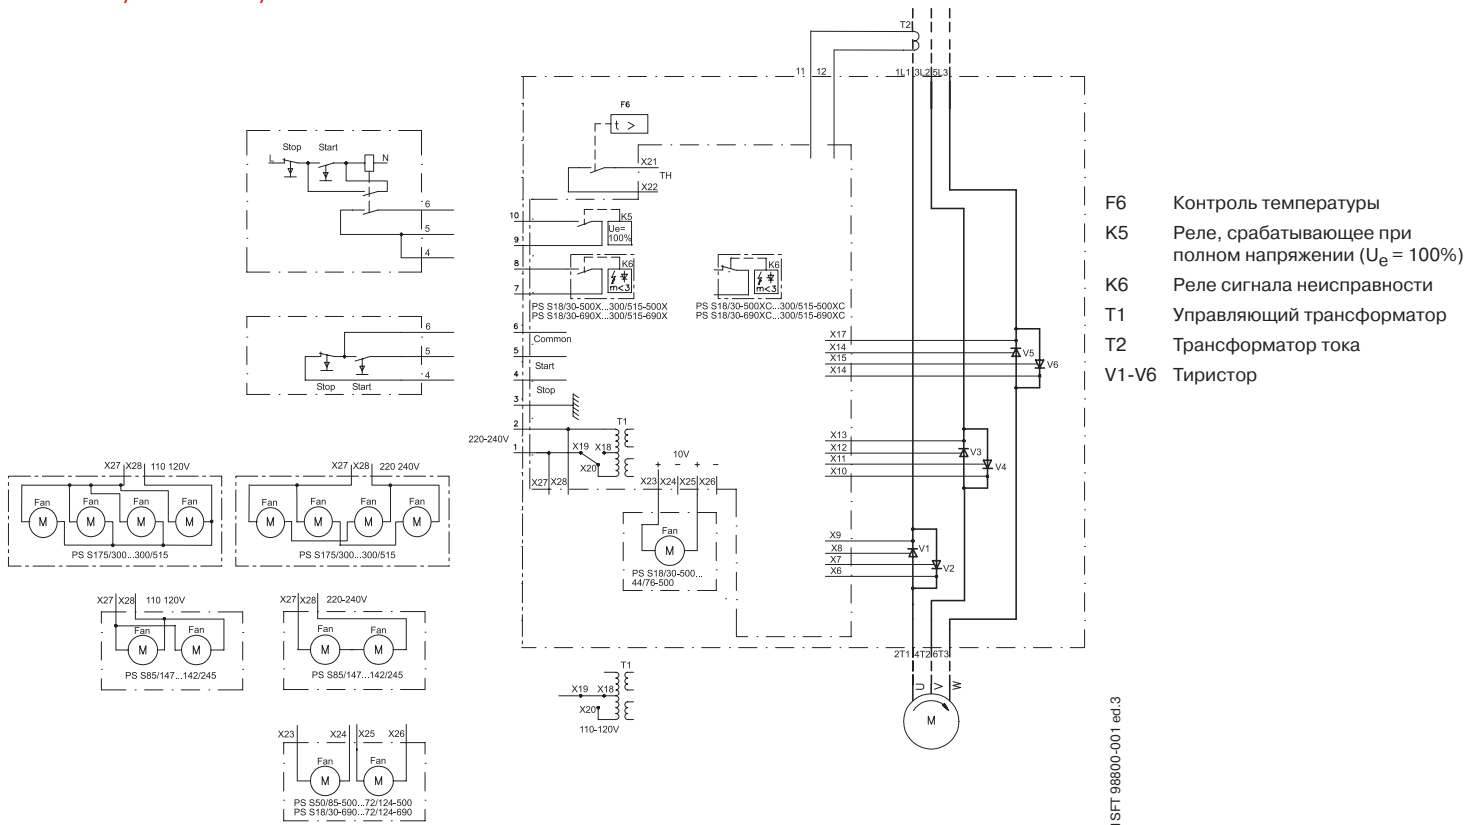 T2
11 12 1L1 3L2 5L3
F6
t >
Stop Start
L N
X21
TH
X22
6
5
4
10
K5
Ue=
100%
9
8
K6
m<3
7
K6
m<3
PS S18/30-500X...300/515-500X
PS S18/30-690X...300/515-690X
PS S18/30-500XC...300/515-500XC
PS S18/30-690XC...300/515-690XC
6
Common
5
Start
4
Stop
3
2
220-240V
1
T1
X19 X18
X20
X27 X28
6
5
4
Stop Start
X17
X14
X15
X14
V5
V6
X13
X12
X11
X10
V3
V4
X9
X8
X7
X6
V1
V2
10V
+ - + -
X23 X24 X25 X26
Fan
M
PS S18/30-500...
44/76-500
X27 X28 110 120V
Fan Fan Fan Fan
M M M M
PS S175/300...300/515
X27 X28 220 240V
Fan Fan Fan Fan
M M M M
PS S175/300...300/515
X27 X28 110 120V
Fan Fan
M M
PS S85/147...142/245
X27 X28 220-240V
Fan Fan
M M
PS S85/147...142/245
T1
X19 X18
X20
110-120V
2T1 4T2 6T3
U V W
M
X23 X24 X25 X26
Fan Fan
M M
PS S50/85-500...72/124-500
PS S18/30-690...72/124-690
F6 Контроль температуры
K5 Реле, срабатывающее при
полном напряжении (Ue = 100%)
K6 Реле сигнала неисправности
T1 Управляющий трансформатор
T2 Трансформатор тока
V1-V6 Тиристор
SFT 98800-001 ed.3